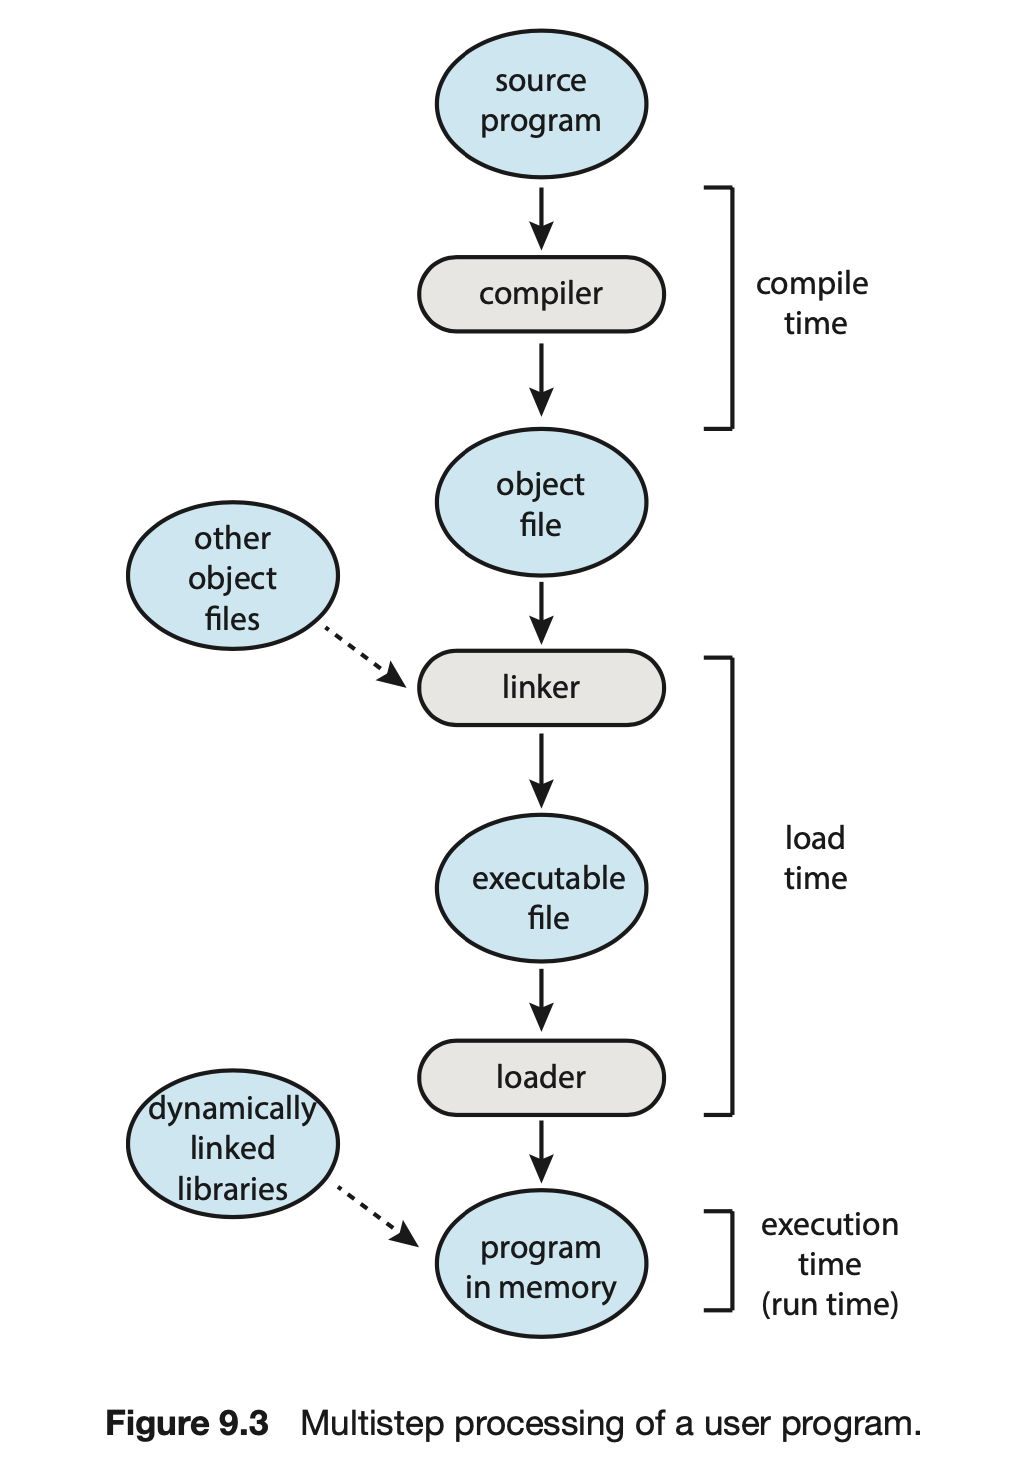 source
program
compiler
compile
time
object
file
other
object
files
linker
load
time
executable
file
loader
dynamically
linked
libraries
program
in memory
execution
time
(run time)
Figure 9.3 Multistep processing of a user program.